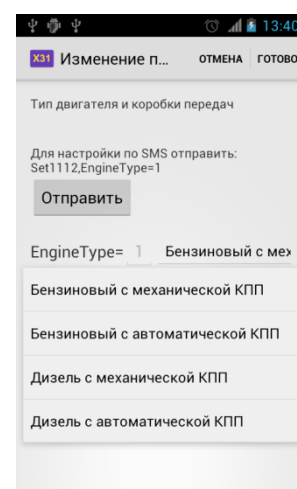 13:40
X31 Изменение п... ОТМЕНА ГОТОВО
Тип двигателя и коробки передач
Для настройки по SMS отправить:
Set1112,EngineType=1
Отправить
EngineType= 1 Бензиновый с мех
Бензиновый с механической КПП
Бензиновый с автоматической КПП
Дизель с механической КПП
Дизель с автоматической КПП